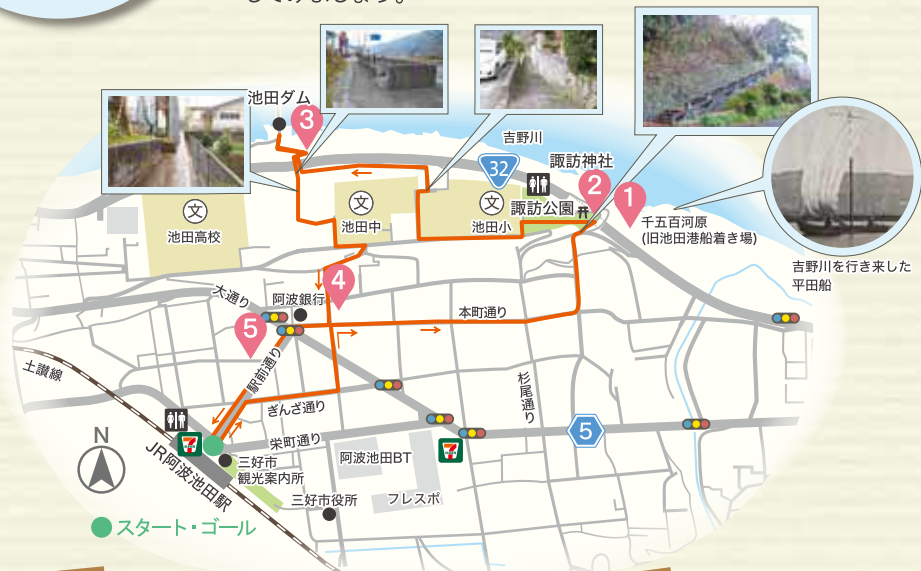 してみましょう。
池田ダム
3
吉野川
32
諏訪神社
2
1
諏訪公園
千五百河原
(旧池田港船着き場)
吉野川を行き来した
平田船
文
池田高校
文
池田中
文
池田小
4
大通り
阿波銀行
本町通り
5
駅前通り
土讃線
ぎんざ通り
杉尾通り
栄町通り
5
N
7
JR阿波池田駅
三好市
観光案内所
阿波池田BT
7
フレスポ
三好市役所
スタート・ゴール